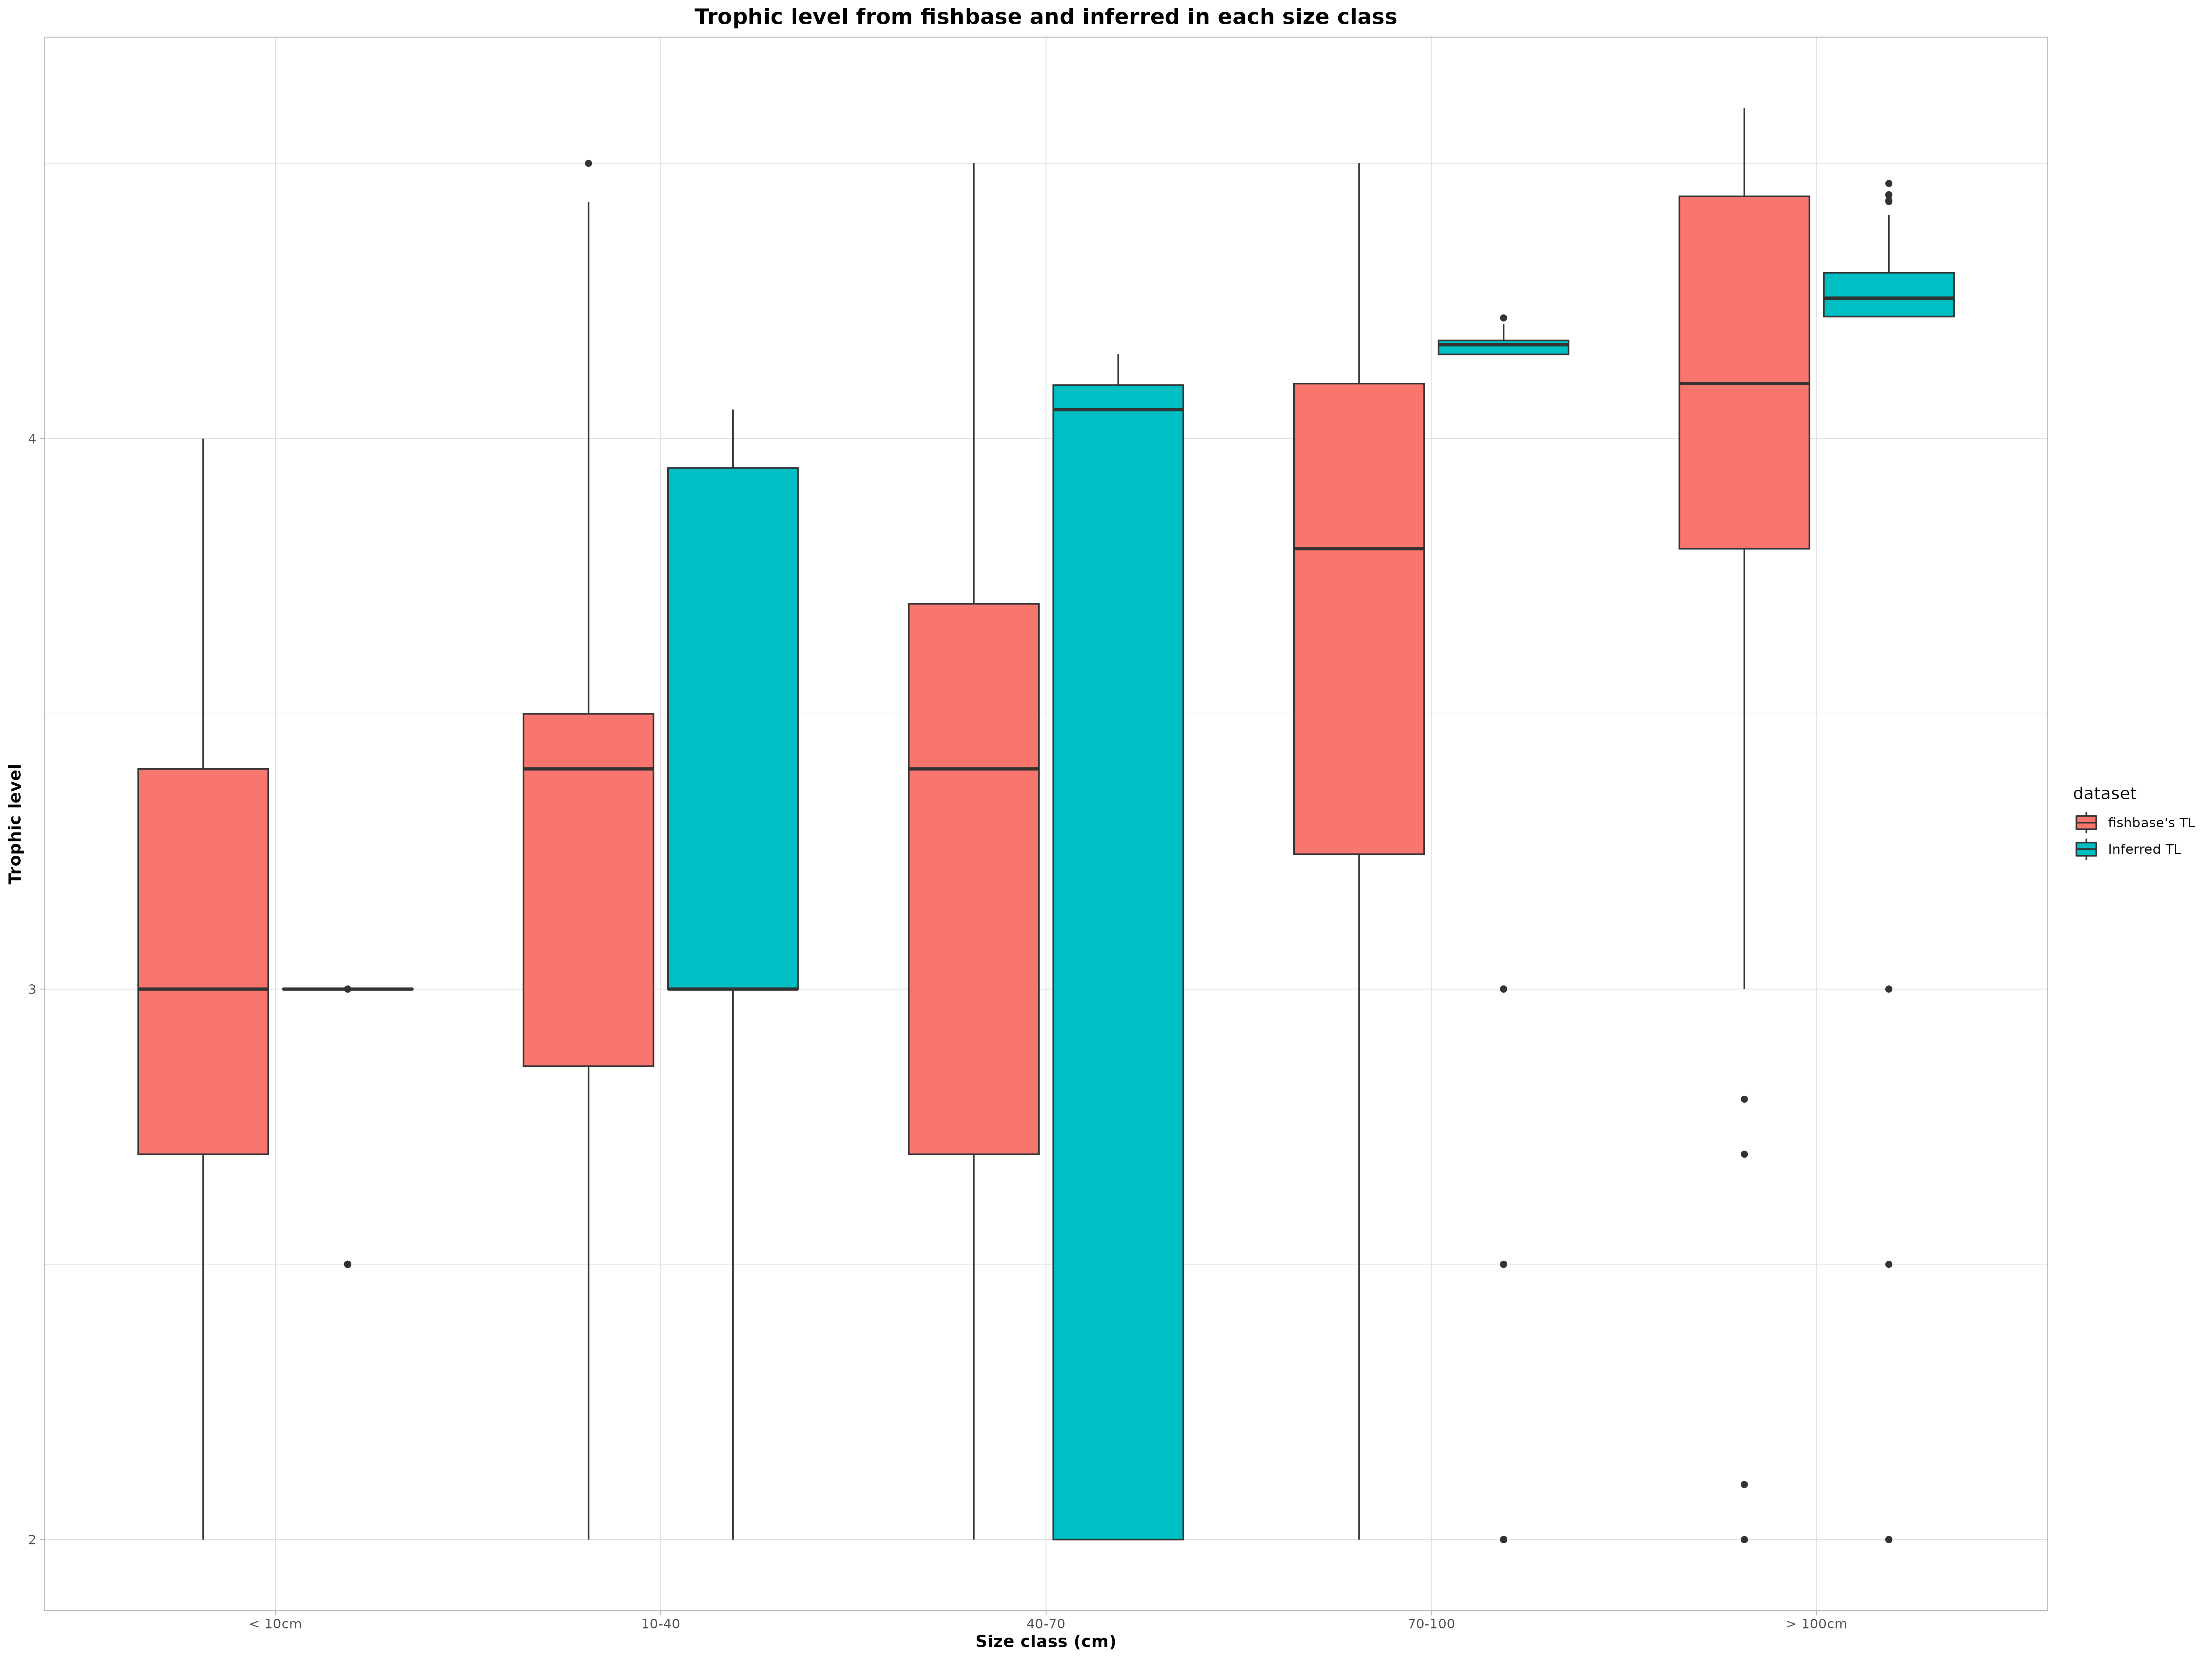 Trophic level from fishbase and inferred in each size class
Trophic level
4
3
2
< 10cm
10-40
40-70
70-100
> 100cm
Size class (cm)
dataset
fishbase's TL
Inferred TL